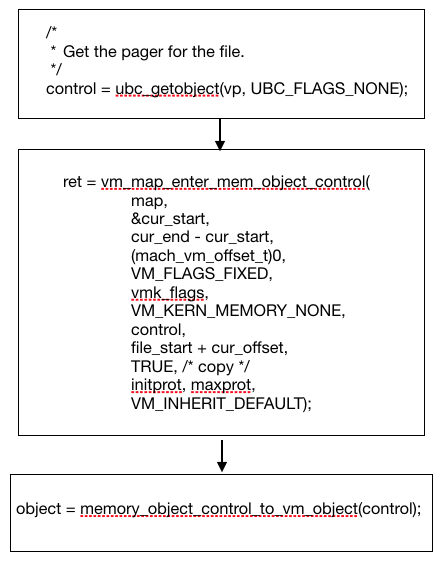 /*
* Get the pager for the file.
*/
control = ubc_getobject(vp, UBC_FLAGS_NONE);
ret = vm_map_enter_mem_object_control(
map,
&cur_start,
cur_end - cur_start,
(mach_vm_offset_t)0,
VM_FLAGS_FIXED,
vmk_flags,
VM_KERN_MEMORY_NONE,
control,
file_start + cur_offset,
TRUE, /* copy */
initprot, maxprot,
VM_INHERIT_DEFAULT);
object = memory_object_control_to_vm_object(control);